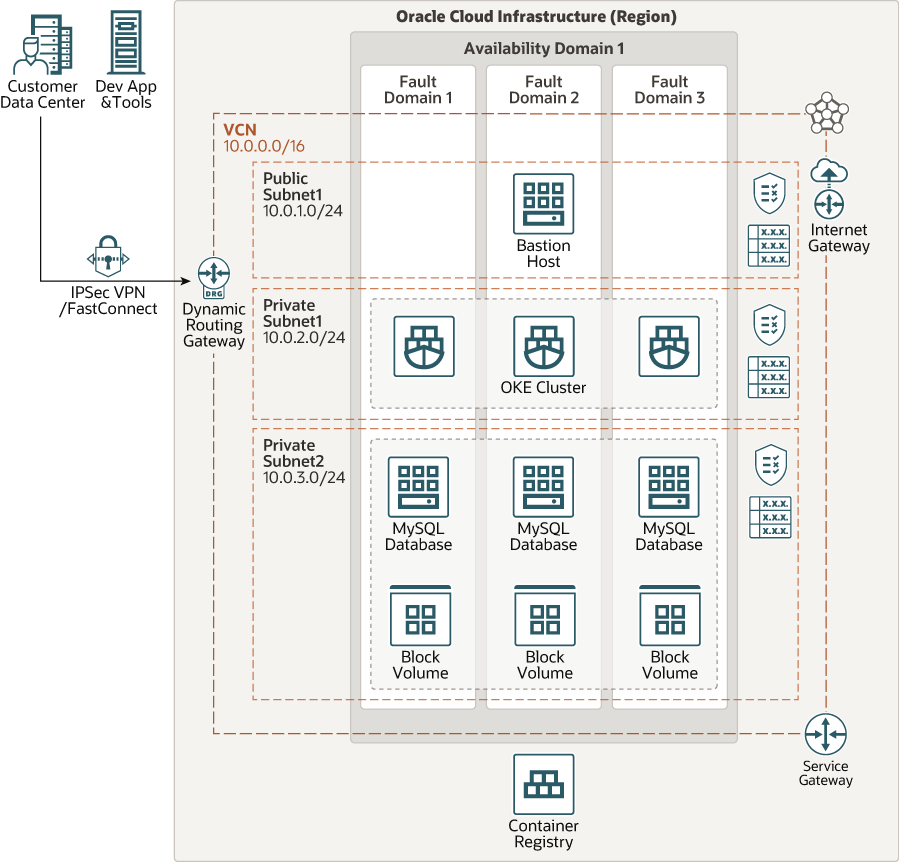 Oracle Cloud Infrastructure (Region)
Availability Domain 1
Fault
Domain 1
Fault
Domain 2
Fault
Domain 3
Customer
Data Center
Dev App
&Tools
VCN
10.0.0.0/16
Public
Subnet1
10.0.1.0/24
Bastion
Host
X.X.X.
X.X.X.
X.X.X.
Internet
Gateway
IPSec VPN
/FastConnect
DRG
Dynamic
Routing
Gateway
Private
Subnet1
10.0.2.0/24
OKE Cluster
X.X.X.
X.X.X.
X.X.X.
Private
Subnet2
10.0.3.0/24
MySQL
Database
MySQL
Database
MySQL
Database
X.X.X.
X.X.X.
X.X.X.
Block
Volume
Block
Volume
Block
Volume
Service
Gateway
Container
Registry